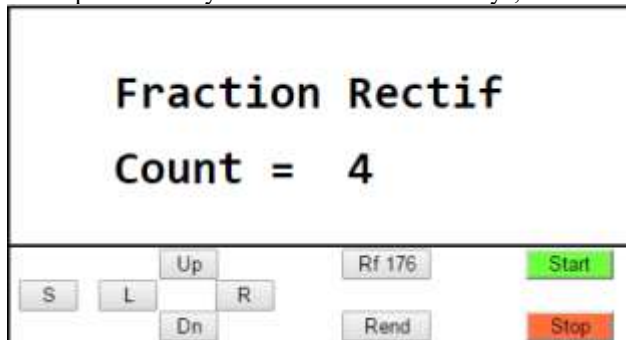 Fraction Rectif
Count = 4
Up Rf 176 Start
S L R
Dn Rend Stop